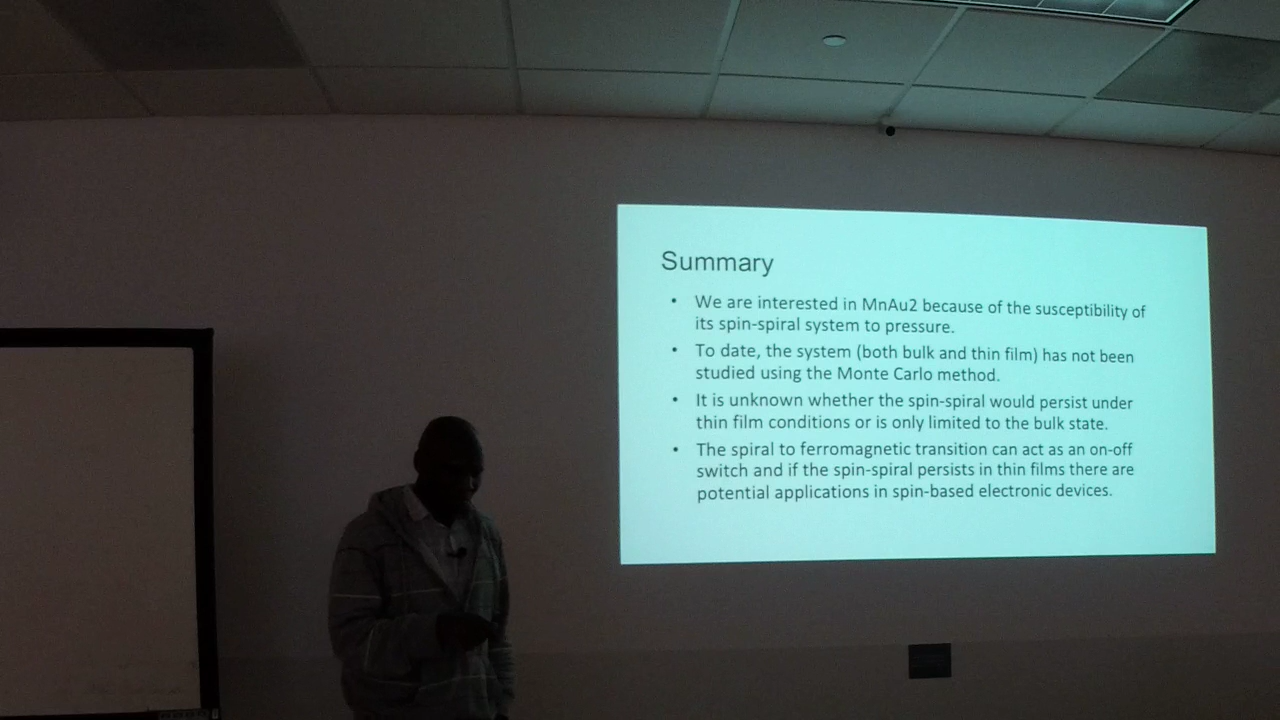 Summary
• We are interested in MnAu2 because of the susceptibility of
its spin-spiral system to pressure.
• To date, the system (both bulk and thin film) has not been
studied using the Monte Carlo method.
• It is unknown whether the spin-spiral would persist under
thin film conditions or is only limited to the bulk state.
• The spiral to ferromagnetic transition can act as an on-off
switch and if the spin-spiral persists in thin films there are
potential applications in spin-based electronic devices.